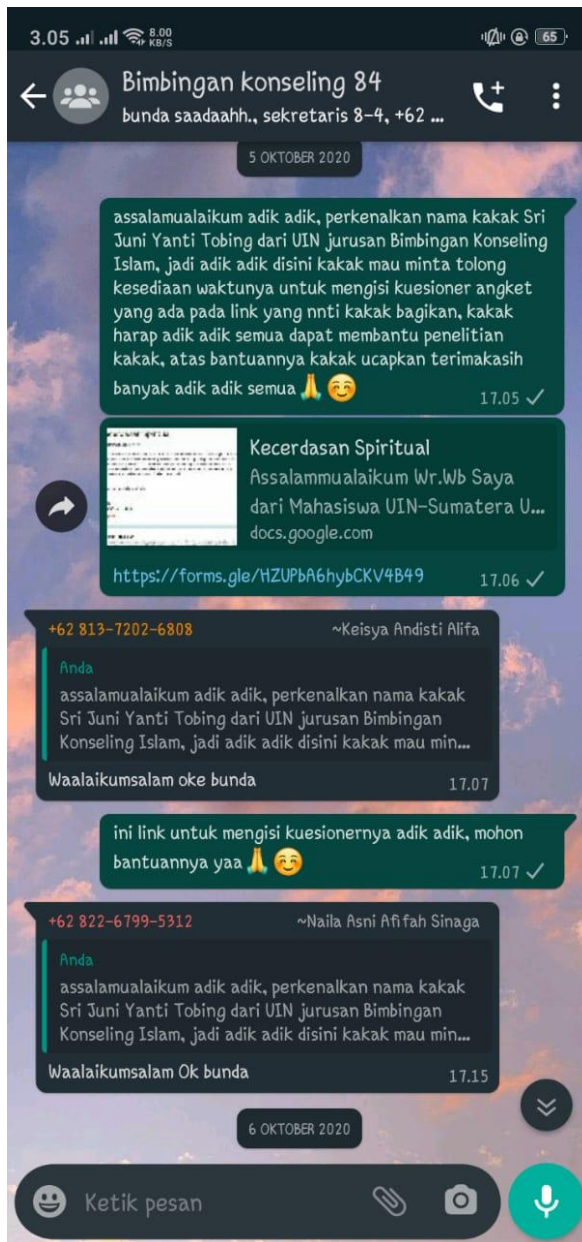 3.05 8.00 KB/S 65
Bimbingan konseling 84
bunda saadaahh., sekretaris 8-4, +62 ...
5 OKTOBER 2020
assalamualaikum adik adik, perkenalkan nama kakak Sri
Juni Yanti Tobing dari UIN jurusan Bimbingan Konseling
Islam, jadi adik adik disini kakak mau minta tolong
kesediaan waktunya untuk mengisi kuesioner angket
yang ada pada link yang nnti kakak bagikan, kakak
harap adik adik semua dapat membantu penelitian
kakak, atas bantuannya kakak ucapkan terimakasih
banyak adik adik semua 🙏 ☺️
17.05
Kecerdasan Spiritual
Assalammualaikum Wr.Wb Saya
dari Mahasiswa UIN-Sumatera U...
docs.google.com
https://forms.gle/HZUPbA6hybCKV4B49 17.06
+62 813-7202-6808 ~Keisya Andisti Alifa
Anda
assalamualaikum adik adik, perkenalkan nama kakak
Sri Juni Yanti Tobing dari UIN jurusan Bimbingan
Konseling Islam, jadi adik adik disini kakak mau min...
Waalaikumsalam oke bunda 17.07
ini link untuk mengisi kuesionernya adik adik, mohon
bantuannya yaa 🙏 ☺️ 17.07
+62 822-6799-5312 ~Naila Asni Afifah Sinaga
Anda
assalamualaikum adik adik, perkenalkan nama kakak
Sri Juni Yanti Tobing dari UIN jurusan Bimbingan
Konseling Islam, jadi adik adik disini kakak mau min...
Waalaikumsalam Ok bunda 17.15
6 OKTOBER 2020
Ketik pesan